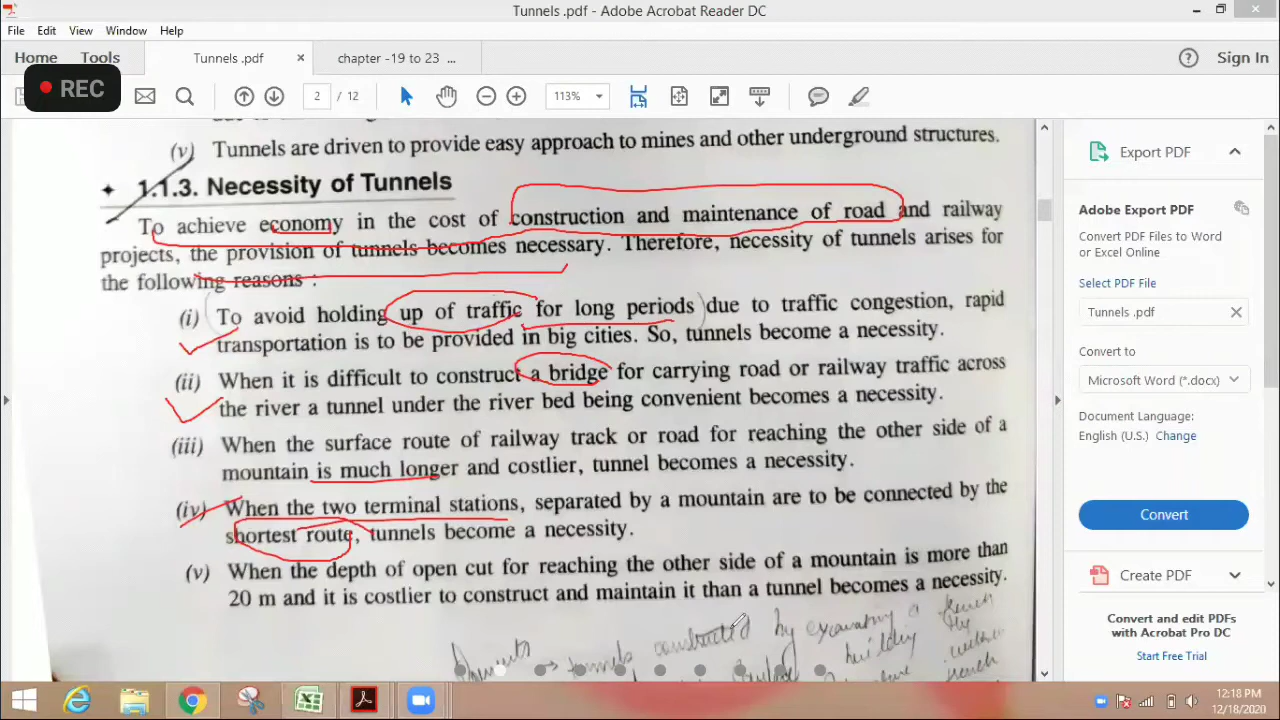 Tunnels .pdf - Adobe Acrobat Reader DC
File Edit View Window Help
Home Tools Tunnels .pdf × chapter -19 to 23 ... ? Sign In
REC
2 / 12 113%
(v) Tunnels are driven to provide easy approach to mines and other underground structures.
1.1.3. Necessity of Tunnels
To achieve economy in the cost of construction and maintenance of road and railway
projects, the provision of tunnels becomes necessary. Therefore, necessity of tunnels arises for
the following reasons :
(i) To avoid holding up of traffic for long periods due to traffic congestion, rapid
transportation is to be provided in big cities. So, tunnels become a necessity.
(ii) When it is difficult to construct a bridge for carrying road or railway traffic across
the river a tunnel under the river bed being convenient becomes a necessity.
(iii) When the surface route of railway track or road for reaching the other side of a
mountain is much longer and costlier, tunnel becomes a necessity.
(iv) When the two terminal stations, separated by a mountain are to be connected by the
shortest route, tunnels become a necessity.
(v) When the depth of open cut for reaching the other side of a mountain is more than
20 m and it is costlier to construct and maintain it than a tunnel becomes a necessity.
tunnels constructed by excavating a
building
Export PDF
Adobe Export PDF
Convert PDF Files to Word
or Excel Online
Select PDF File
Tunnels .pdf ×
Convert to
Microsoft Word (*.docx)
Document Language:
English (U.S.) Change
Convert
Create PDF
Convert and edit PDFs
with Acrobat Pro DC
Start Free Trial
12:18 PM
12/18/2020